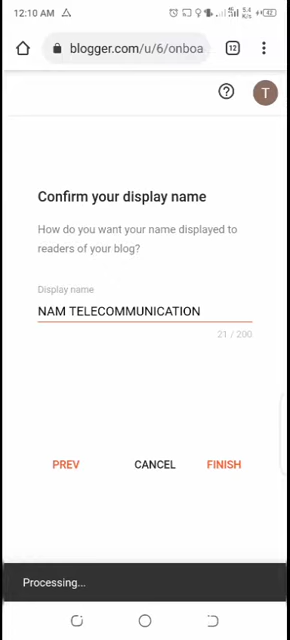 12:10 AM
blogger.com/u/6/onboa
12
T
Confirm your display name
How do you want your name displayed to
readers of your blog?
Display name
NAM TELECOMMUNICATION
21 / 200
PREV CANCEL FINISH
Processing...